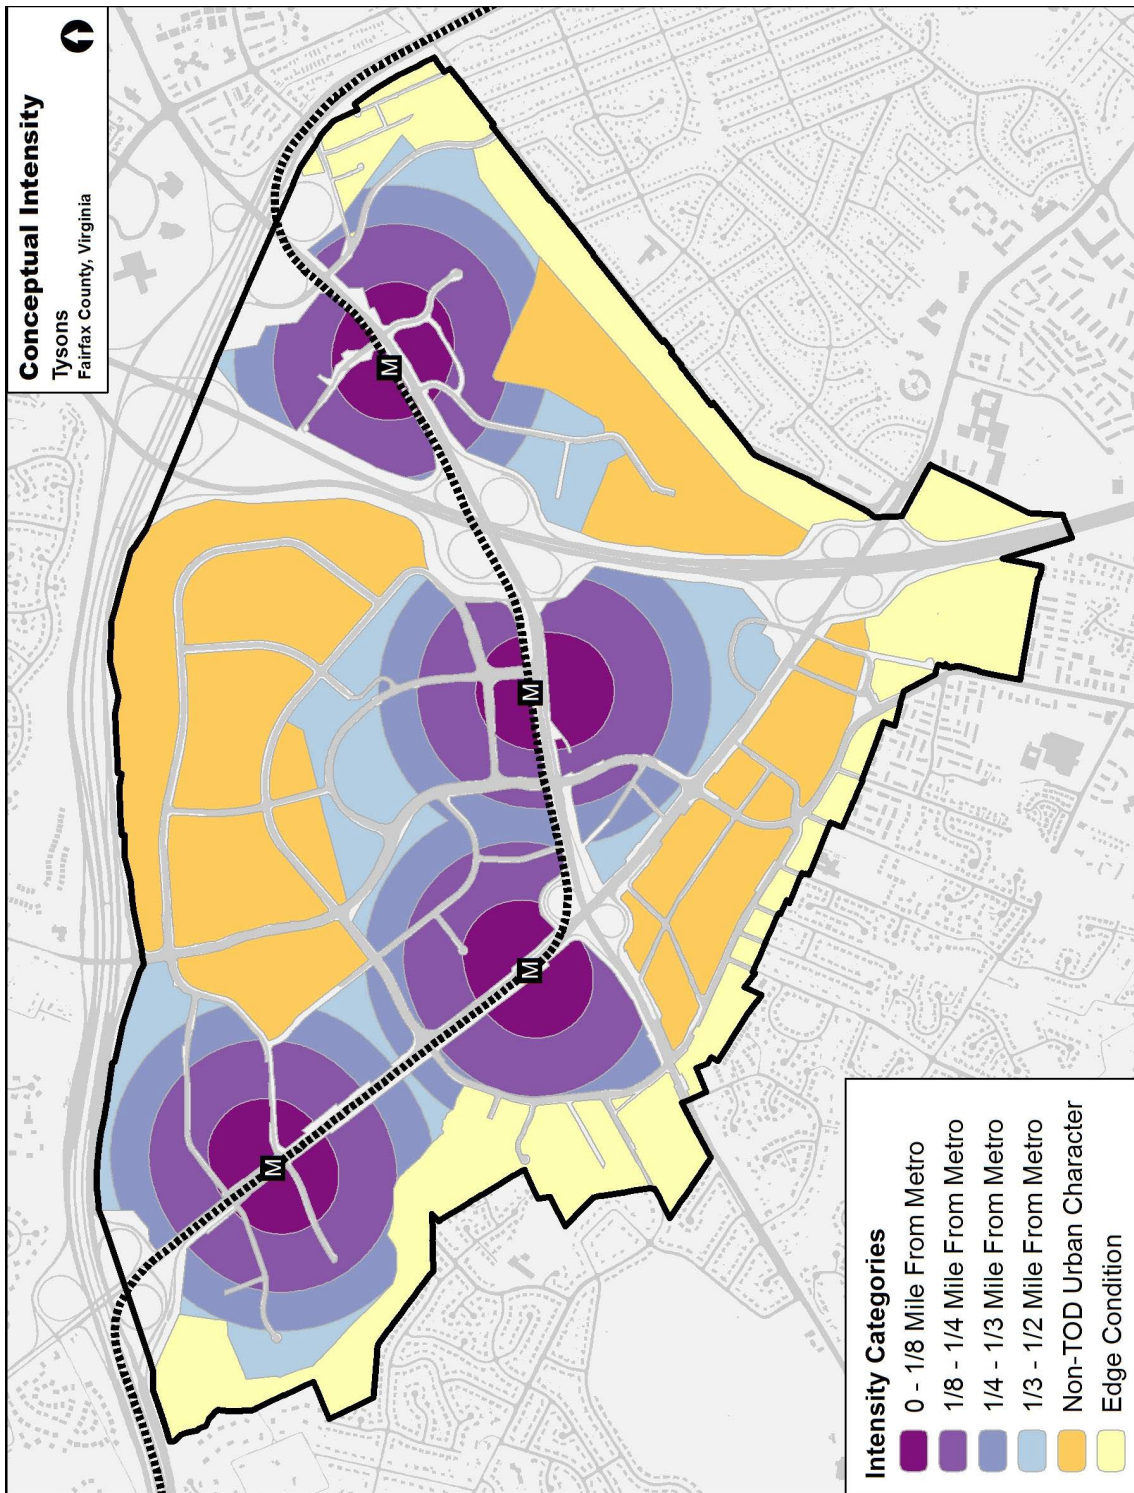 Conceptual Intensity
Tysons
Fairfax County, Virginia
M
M
M
M
Intensity Categories
0 - 1/8 Mile From Metro
1/8 - 1/4 Mile From Metro
1/4 - 1/3 Mile From Metro
1/3 - 1/2 Mile From Metro
Non-TOD Urban Character
Edge Condition